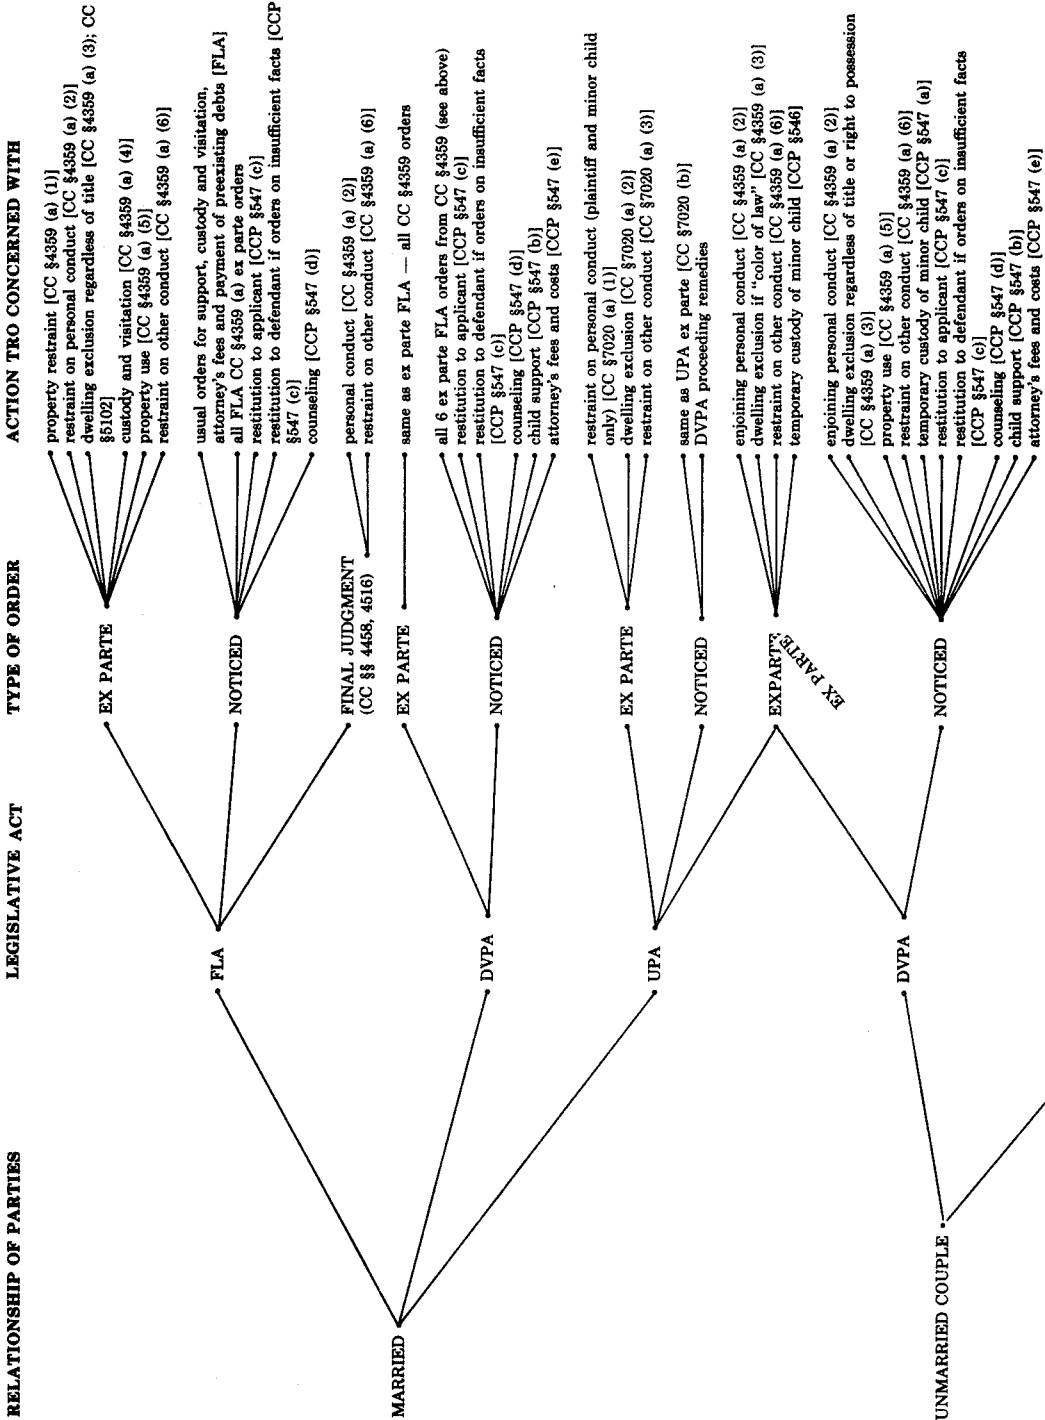 RELATIONSHIP OF PARTIES
LEGISLATIVE ACT
TYPE OF ORDER
ACTION TRO CONCERNED WITH
MARRIED
FLA
EX PARTE
property restraint [CC §4359 (a) (1)]
restraint on personal conduct [CC §4359 (a) (2)]
dwelling exclusion regardless of title [CC §4359 (a) (3); CC
§5102]
custody and visitation [CC §4359 (a) (4)]
property use [CC §4359 (a) (5)]
restraint on other conduct [CC §4359 (a) (6)]
NOTICED
usual orders for support, custody and visitation,
attorney's fees and payment of preexisting debts [FLA]
all FLA CC §4359 (a) ex parte orders
restitution to applicant [CCP §547 (c)]
restitution to defendant if orders on insufficient facts [CCP
§547 (c)]
counseling [CCP §547 (d)]
FINAL JUDGMENT
(CC §§ 4458, 4516)
personal conduct [CC §4359 (a) (2)]
restraint on other conduct [CC §4359 (a) (6)]
DVPA
EX PARTE
same as ex parte FLA — all CC §4359 orders
NOTICED
all 6 ex parte FLA orders from CC §4359 (see above)
restitution to applicant [CCP §547 (c)]
restitution to defendant if orders on insufficient facts
[CCP §547 (c)]
counseling [CCP §547 (d)]
child support [CCP §547 (b)]
attorney's fees and costs [CCP §547 (e)]
UPA
EX PARTE
restraint on personal conduct (plaintiff and minor child
only) [CC §7020 (a) (1)]
dwelling exclusion [CC §7020 (a) (2)]
restraint on other conduct [CC §7020 (a) (3)]
NOTICED
same as UPA ex parte [CC §7020 (b)]
DVPA proceeding remedies
EXPARTE
EX PARTE
enjoining personal conduct [CC §4359 (a) (2)]
dwelling exclusion if "color of law" [CC §4359 (a) (3)]
restraint on other conduct [CC §4359 (a) (6)]
temporary custody of minor child [CCP §546]
UNMARRIED COUPLE
DVPA
NOTICED
enjoining personal conduct [CC §4359 (a) (2)]
dwelling exclusion regardless of title or right to possession
[CC §4359 (a) (3)]
property use [CC §4359 (a) (5)]
restraint on other conduct [CC §4359 (a) (6)]
temporary custody of minor child [CCP §547 (a)]
restitution to applicant [CCP §547 (c)]
restitution to defendant if orders on insufficient facts
[CCP §547 (c)]
counseling [CCP §547 (d)]
child support [CCP §547 (b)]
attorney's fees and costs [CCP §547 (e)]